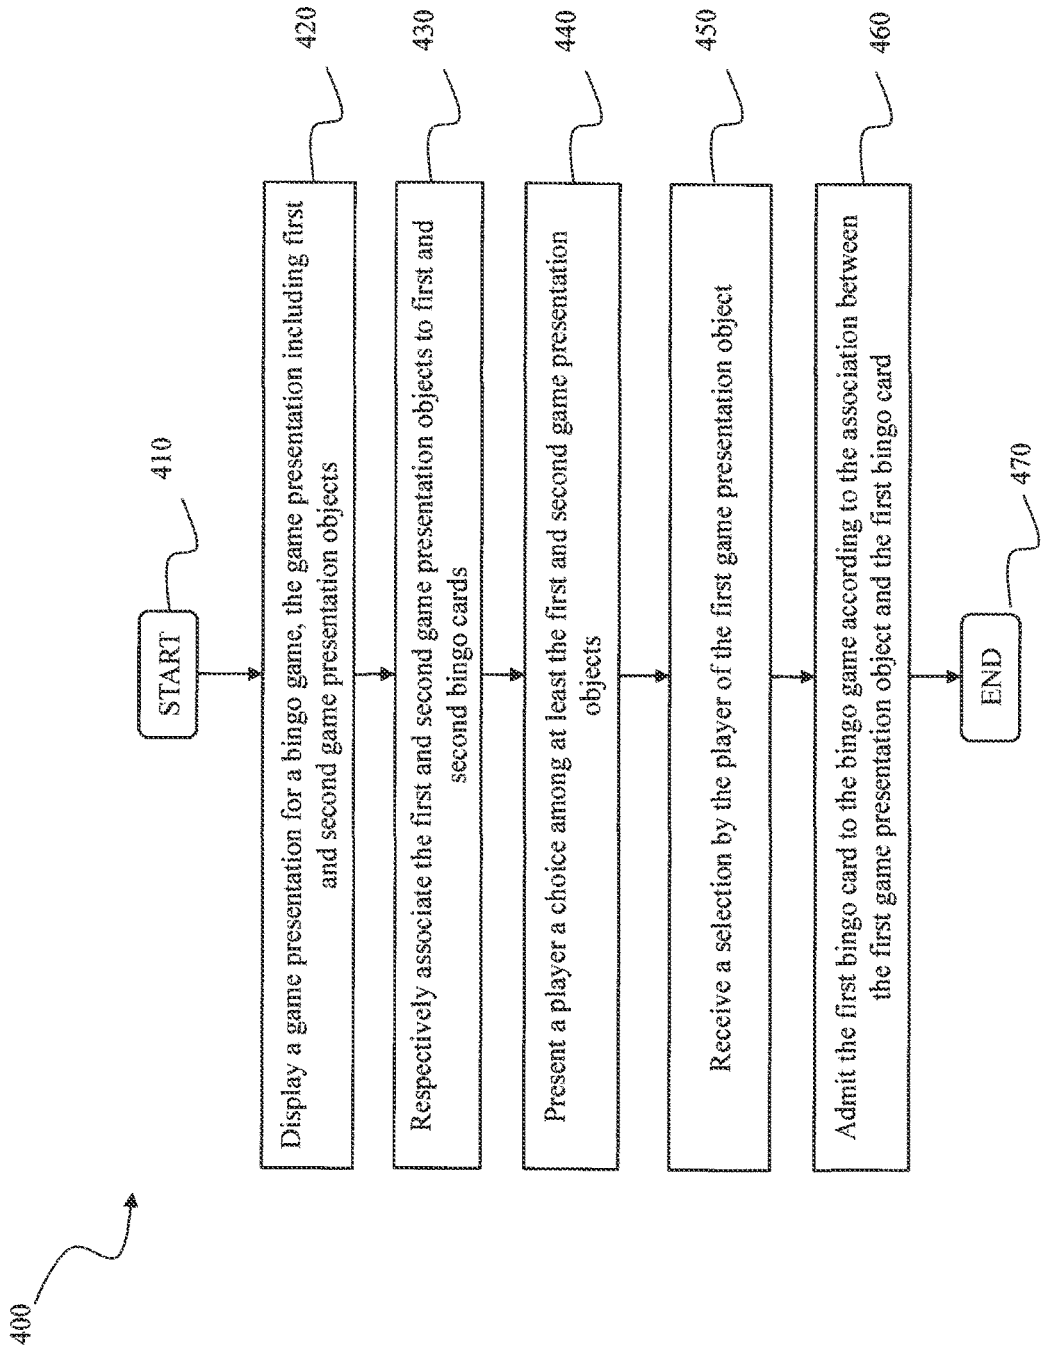 400
START
410
Display a game presentation for a bingo game, the game presentation including first
and second game presentation objects
420
Respectively associate the first and second game presentation objects to first and
second bingo cards
430
Present a player a choice among at least the first and second game presentation
objects
440
Receive a selection by the player of the first game presentation object
450
Admit the first bingo card to the bingo game according to the association between
the first game presentation object and the first bingo card
460
END
470